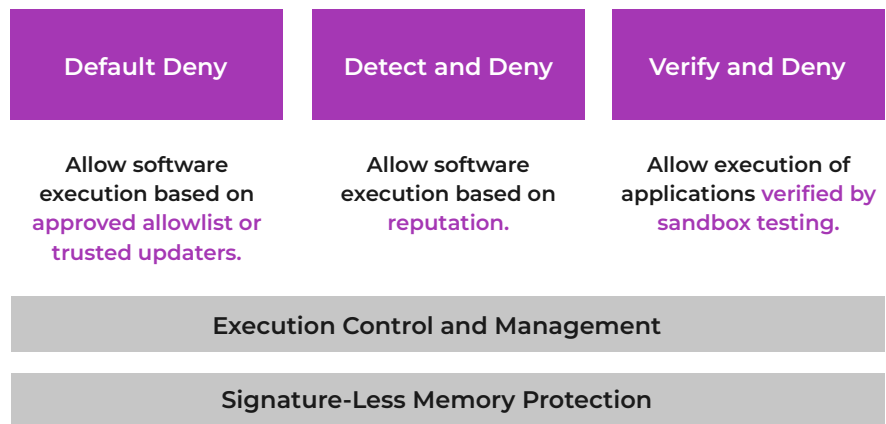 Default Deny
Allow software
execution based on
approved allowlist or
trusted updaters.
Detect and Deny
Allow software
execution based on
reputation.
Verify and Deny
Allow execution of
applications verified by
sandbox testing.
Execution Control and Management
Signature-Less Memory Protection